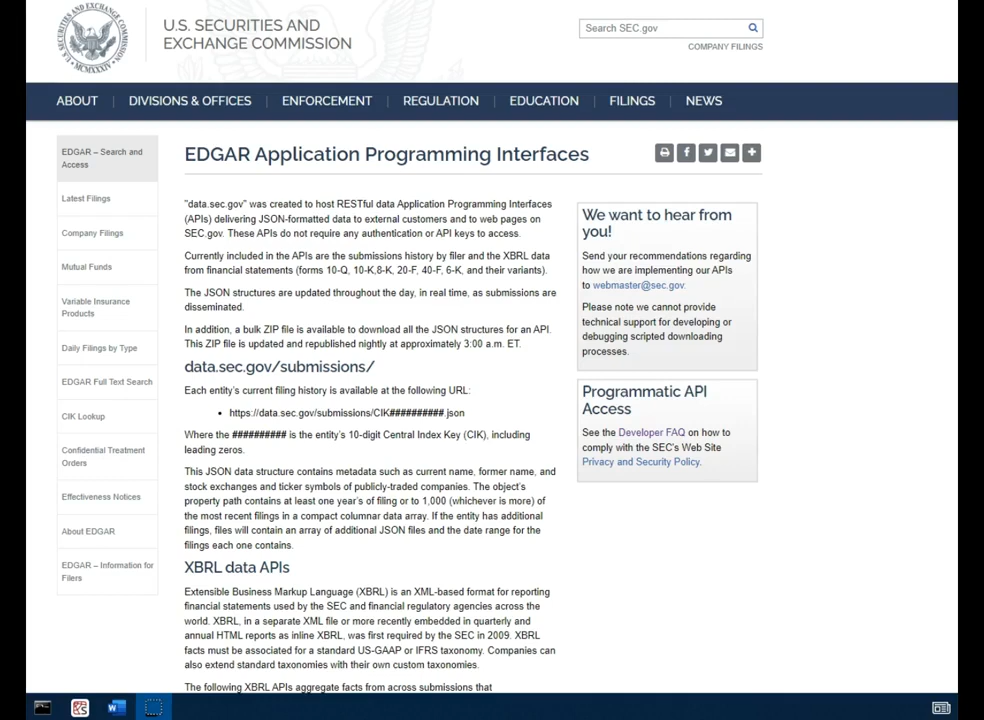 U.S. SECURITIES AND
EXCHANGE COMMISSION
Search SEC.gov
COMPANY FILINGS
ABOUT
DIVISIONS & OFFICES
ENFORCEMENT
REGULATION
EDUCATION
FILINGS
NEWS
EDGAR – Search and
Access
Latest Filings
Company Filings
Mutual Funds
Variable Insurance
Products
Daily Filings by Type
EDGAR Full Text Search
CIK Lookup
Confidential Treatment
Orders
Effectiveness Notices
About EDGAR
EDGAR – Information for
Filers
EDGAR Application Programming Interfaces
"data.sec.gov" was created to host RESTful data Application Programming Interfaces
(APIs) delivering JSON-formatted data to external customers and to web pages on
SEC.gov. These APIs do not require any authentication or API keys to access.
Currently included in the APIs are the submissions history by filer and the XBRL data
from financial statements (forms 10-Q, 10-K,8-K, 20-F, 40-F, 6-K, and their variants).
The JSON structures are updated throughout the day, in real time, as submissions are
disseminated.
In addition, a bulk ZIP file is available to download all the JSON structures for an API.
This ZIP file is updated and republished nightly at approximately 3:00 a.m. ET.
data.sec.gov/submissions/
Each entity's current filing history is available at the following URL:
• https://data.sec.gov/submissions/CIK##########.json
Where the ########## is the entity's 10-digit Central Index Key (CIK), including
leading zeros.
This JSON data structure contains metadata such as current name, former name, and
stock exchanges and ticker symbols of publicly-traded companies. The object's
property path contains at least one year's of filing or to 1,000 (whichever is more) of
the most recent filings in a compact columnar data array. If the entity has additional
filings, files will contain an array of additional JSON files and the date range for the
filings each one contains.
XBRL data APIs
Extensible Business Markup Language (XBRL) is an XML-based format for reporting
financial statements used by the SEC and financial regulatory agencies across the
world. XBRL, in a separate XML file or more recently embedded in quarterly and
annual HTML reports as inline XBRL, was first required by the SEC in 2009. XBRL
facts must be associated for a standard US-GAAP or IFRS taxonomy. Companies can
also extend standard taxonomies with their own custom taxonomies.
The following XBRL APIs aggregate facts from across submissions that
We want to hear from
you!
Send your recommendations regarding
how we are implementing our APIs
to webmaster@sec.gov.
Please note we cannot provide
technical support for developing or
debugging scripted downloading
processes.
Programmatic API
Access
See the Developer FAQ on how to
comply with the SEC's Web Site
Privacy and Security Policy.